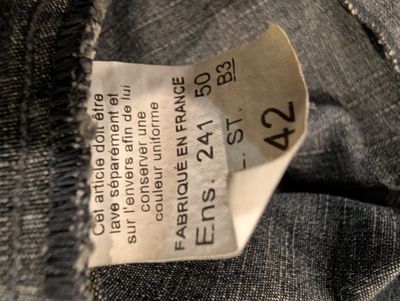 Cet article doit être
lavé séparément et
sur l'envers afin de lui
conserver une
couleur uniforme
FABRIQUÉ EN FRANCE
Ens. 241 50
ST. B3
42